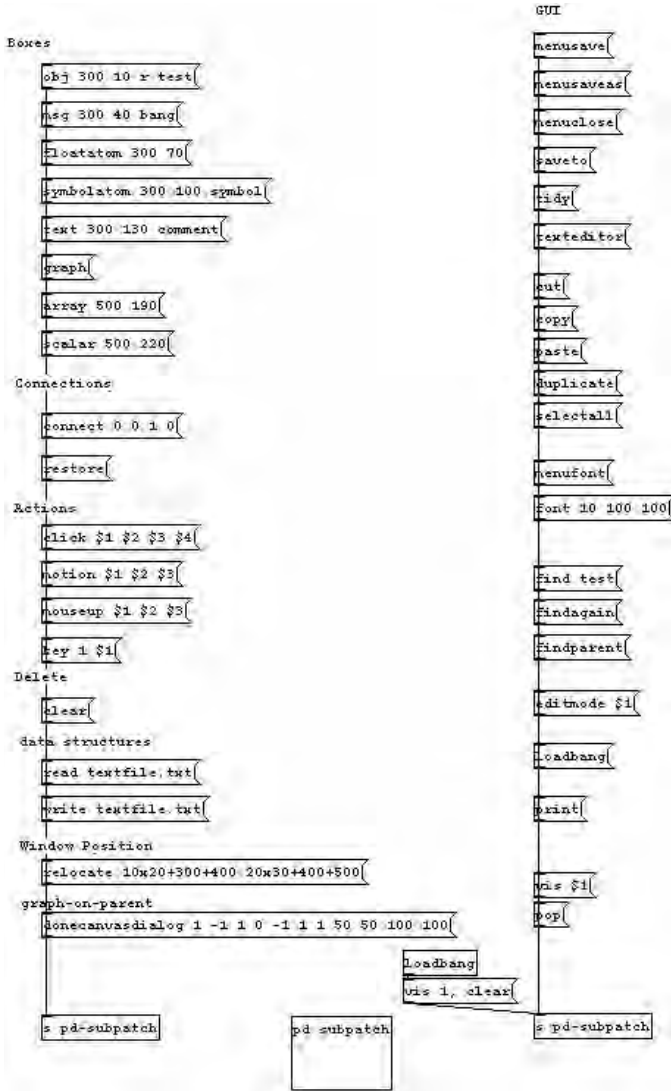 Boxes
obj 300 10 r test
msg 300 40 bang
floatatom 300 70
symbolatom 300 100 symbol
text 300 130 comment
graph
array 500 190
scalar 500 220
Connections
connect 0 0 1 0
restore
Actions
click $1 $2 $3 $4
motion $1 $2 $3
mouseup $1 $2 $3
key 1 $1
Delete
clear
data structures
read textfile.txt
write textfile.txt
Window Position
relocate 10x20+300+400 20x30+400+500
graph-on-parent
donecanvasdialog 1 -1 1 0 -1 1 1 50 50 100 100
s pd-subpatch
pd subpatch
loadbang
vis 1, clear
GUI
menusave
menusaveas
menuclose
saveto
tidy
texteditor
cut
copy
paste
duplicate
selectall
menufont
font 10 100 100
find test
findagain
findparent
editmode $1
loadbang
print
vis $1
pop
s pd-subpatch